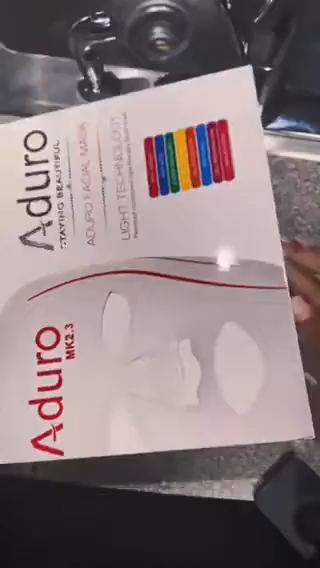 Aduro
STAYING BEAUTIFUL
ADURO FACIAL MASK
LIGHT TECHNOLOGY
Aduro
MK2.3